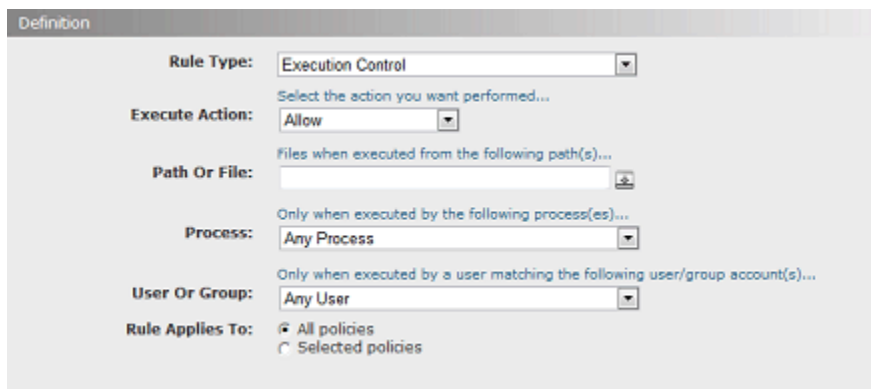 Definition
Rule Type: Execution Control
Select the action you want performed...
Execute Action: Allow
Files when executed from the following path(s)...
Path Or File:
Only when executed by the following process(es)...
Process: Any Process
Only when executed by a user matching the following user/group account(s)...
User Or Group: Any User
Rule Applies To: All policies
Selected policies